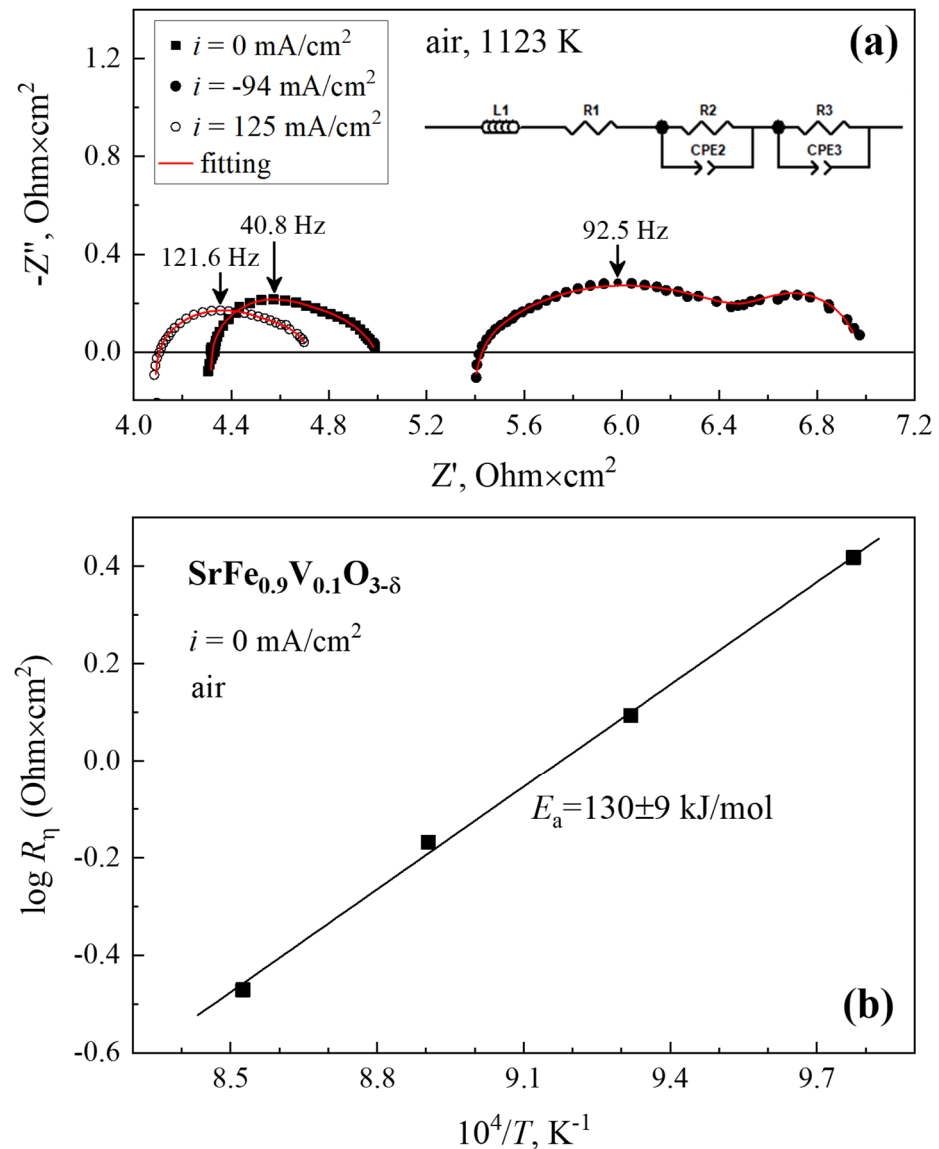 i = 0 mA/cm²
i = -94 mA/cm²
i = 125 mA/cm²
fitting
air, 1123 K
(a)
L1
R1
R2
R3
CPE2
CPE3
40.8 Hz
121.6 Hz
92.5 Hz
-Z", Ohm×cm²
1.2
0.8
0.4
0.0
4.0 4.4 4.8 5.2 5.6 6.0 6.4 6.8 7.2
Z', Ohm×cm²
SrFe₀.₉V₀.₁O₃₋δ
i = 0 mA/cm²
air
Eₐ=130±9 kJ/mol
(b)
log Rη (Ohm×cm²)
0.4
0.2
0.0
-0.2
-0.4
-0.6
8.5 8.8 9.1 9.4 9.7
10⁴/T, K⁻¹